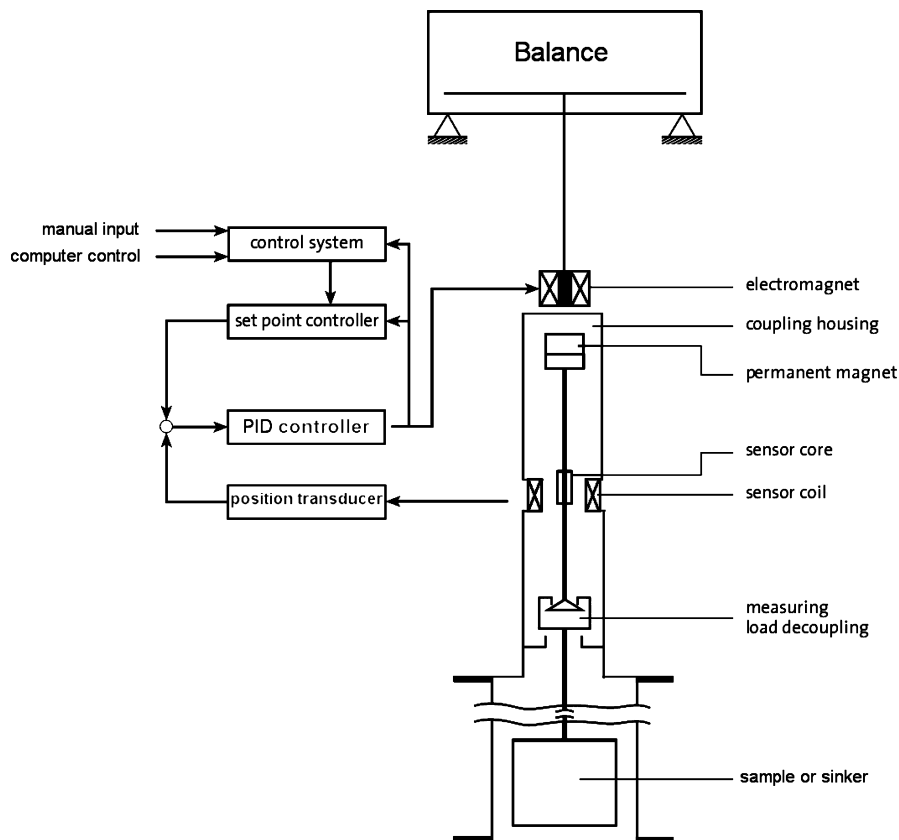 Balance
manual input
computer control
control system
set point controller
PID controller
position transducer
electromagnet
coupling housing
permanent magnet
sensor core
sensor coil
measuring
load decoupling
sample or sinker